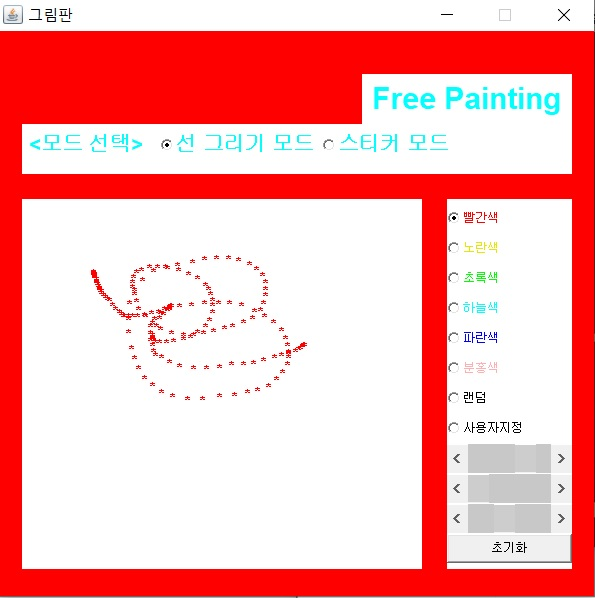 그림판
Free Painting
<모드 선택> 선 그리기 모드 스티커 모드
빨간색
노란색
초록색
하늘색
파란색
분홍색
랜덤
사용자지정
초기화